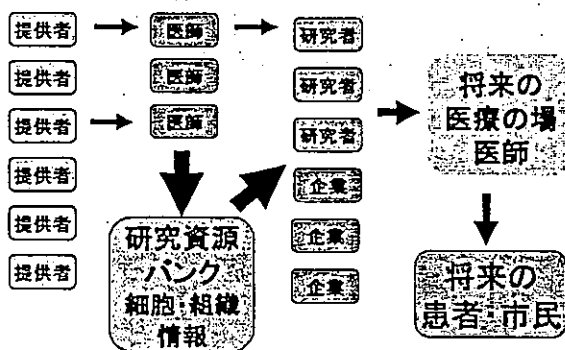 提供者
提供者
提供者
提供者
提供者
提供者
医師
医師
医師
研究資源
バンク
細胞・組織
情報
研究者
研究者
研究者
企業
企業
企業
将来の
医療の場
医師
将来の
患者・市民